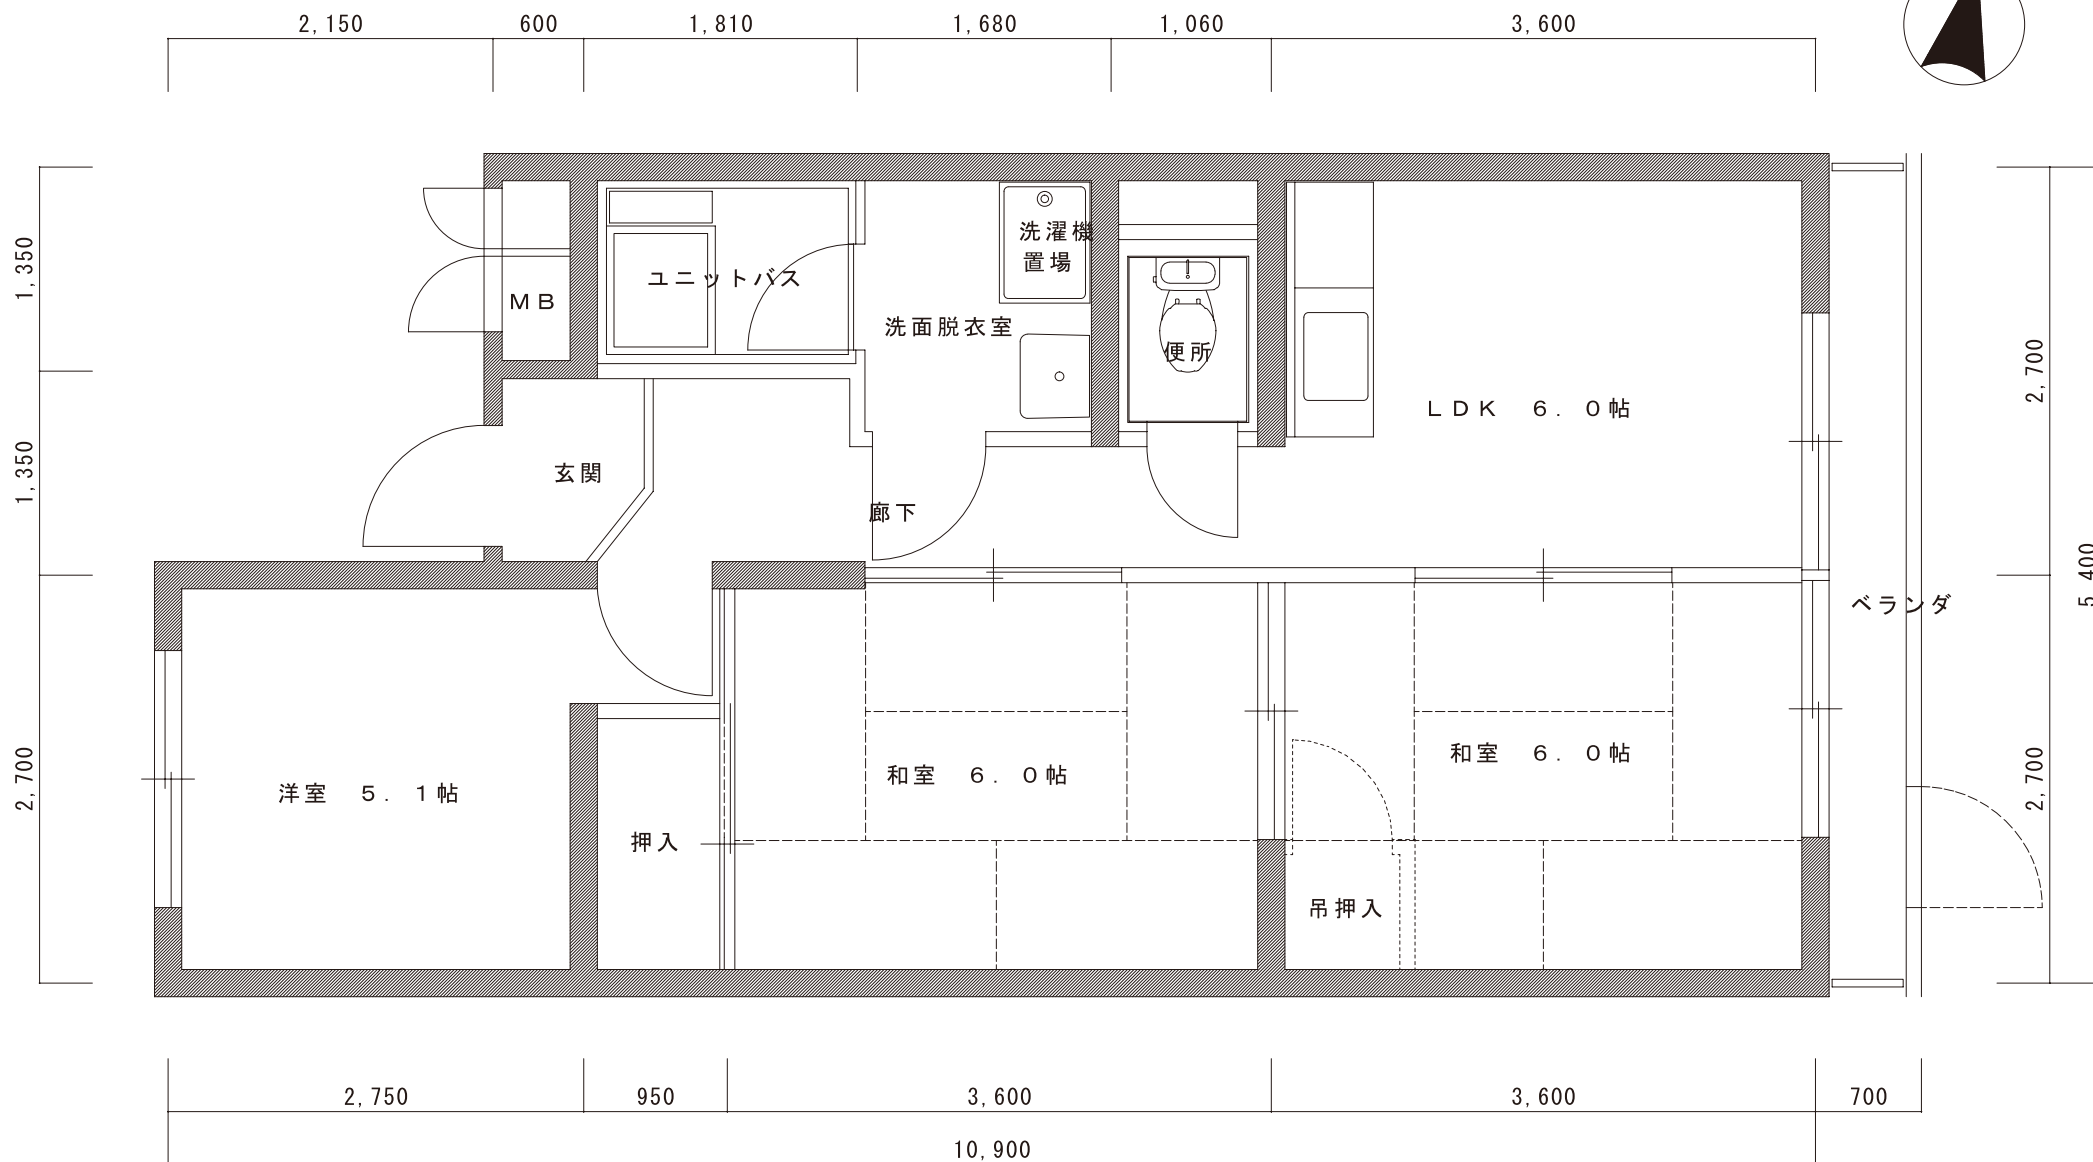 2,150 600 1,810 1,680 1,060 3,600
1,350
1,350
2,700
ユニットバス
洗濯機
置場
MB
洗面脱衣室
便所
LDK 6.0帖
玄関
廊下
2,700
5,400
2,700
ベランダ
洋室 5.1帖
押入
和室 6.0帖
和室 6.0帖
吊押入
2,750 950 3,600 3,600 700
10,900